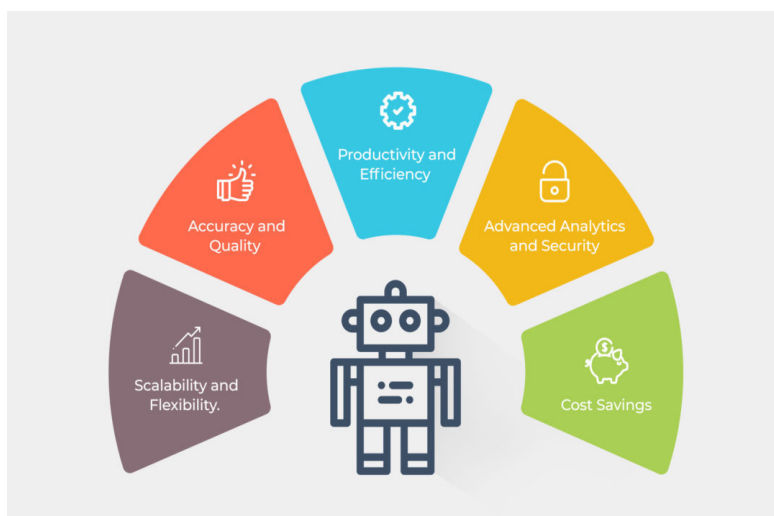 Scalability and
Flexibility.
Accuracy and
Quality
Productivity and
Efficiency
Advanced Analytics
and Security
$
Cost Savings